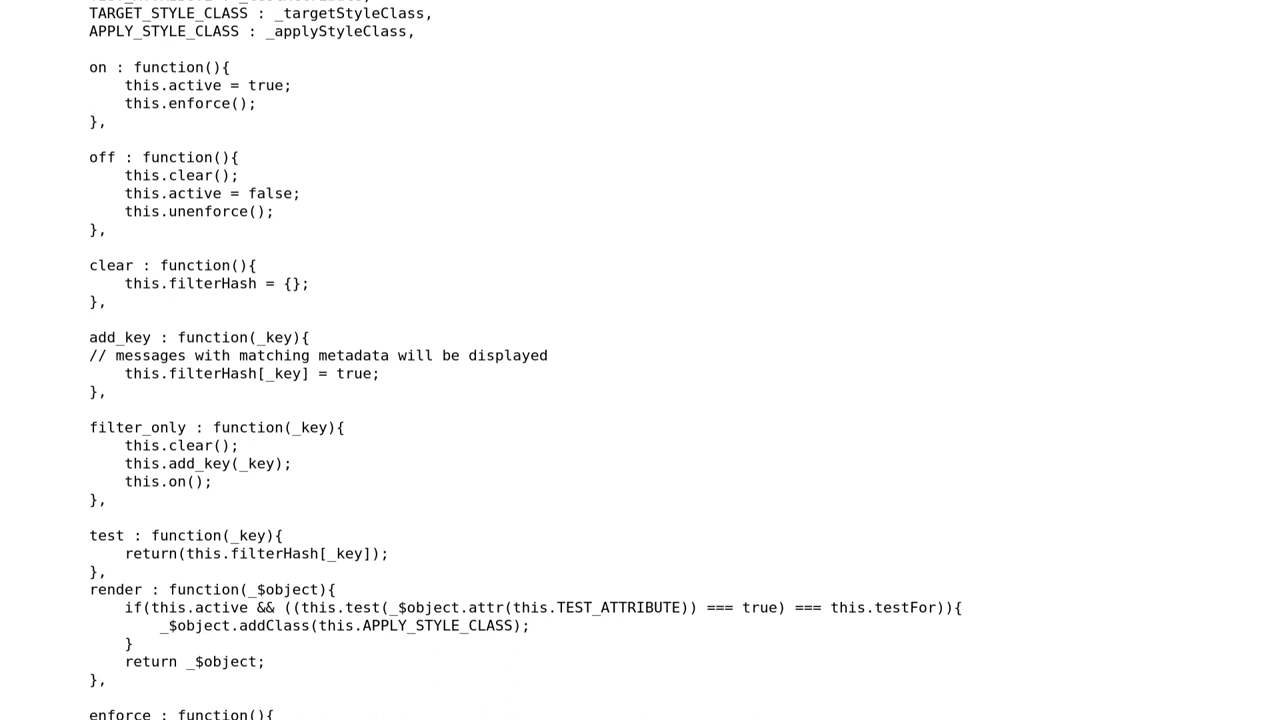 TARGET_STYLE_CLASS : _targetStyleClass,
APPLY_STYLE_CLASS : _applyStyleClass,

on : function(){
    this.active = true;
    this.enforce();
},

off : function(){
    this.clear();
    this.active = false;
    this.unenforce();
},

clear : function(){
    this.filterHash = {};
},

add_key : function(_key){
// messages with matching metadata will be displayed
    this.filterHash[_key] = true;
},

filter_only : function(_key){
    this.clear();
    this.add_key(_key);
    this.on();
},

test : function(_key){
    return(this.filterHash[_key]);
},
render : function(_$object){
    if(this.active && ((this.test(_$object.attr(this.TEST_ATTRIBUTE)) === true) === this.testFor)){
        _$object.addClass(this.APPLY_STYLE_CLASS);
    }
    return _$object;
},

enforce : function(){